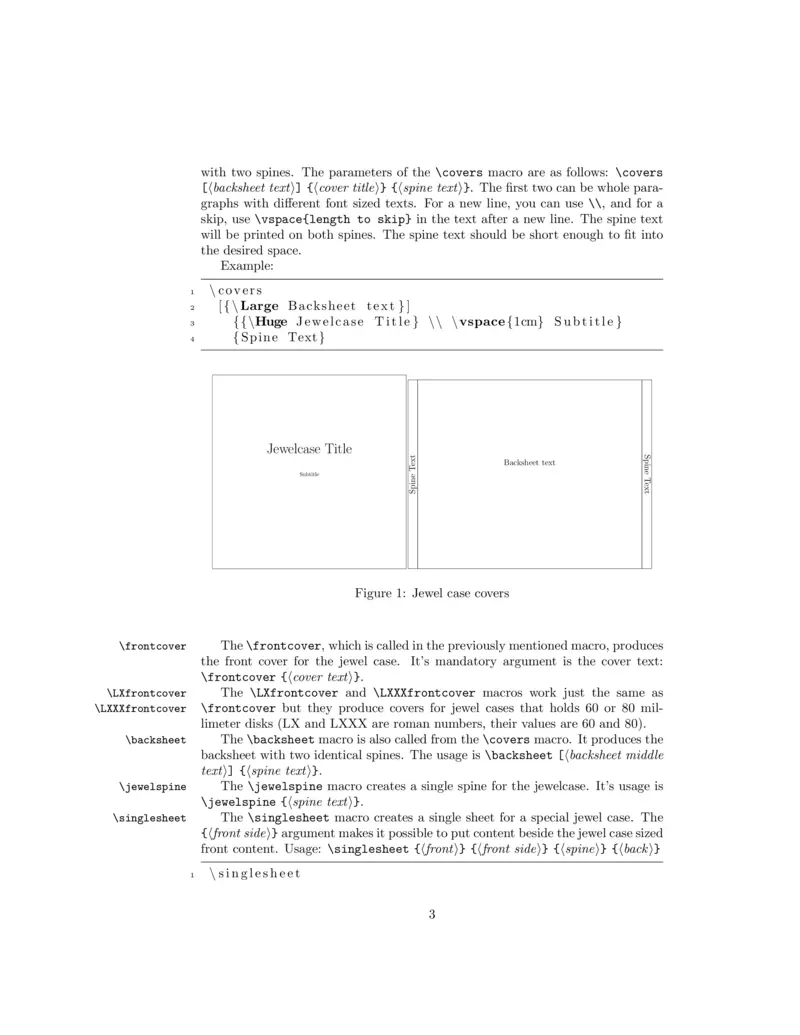 with two spines. The parameters of the \covers macro are as follows: \covers
[⟨backsheet text⟩] {⟨cover title⟩} {⟨spine text⟩}. The first two can be whole para-
graphs with different font sized texts. For a new line, you can use \\, and for a
skip, use \vspace{length to skip} in the text after a new line. The spine text
will be printed on both spines. The spine text should be short enough to fit into
the desired space.
Example:
1 \covers
2 [{\Large Backsheet text}]
3 {{\Huge Jewelcase Title} \\ \vspace{1cm} Subtitle}
4 {Spine Text}
Jewelcase Title
Subtitle
Spine Text
Backsheet text
Spine Text
Figure 1: Jewel case covers
\frontcover The \frontcover, which is called in the previously mentioned macro, produces
the front cover for the jewel case. It's mandatory argument is the cover text:
\frontcover {⟨cover text⟩}.
\LXfrontcover The \LXfrontcover and \LXXXfrontcover macros work just the same as
\LXXXfrontcover \frontcover but they produce covers for jewel cases that holds 60 or 80 mil-
limeter disks (LX and LXXX are roman numbers, their values are 60 and 80).
\backsheet The \backsheet macro is also called from the \covers macro. It produces the
backsheet with two identical spines. The usage is \backsheet [⟨backsheet middle
text⟩] {⟨spine text⟩}.
\jewelspine The \jewelspine macro creates a single spine for the jewelcase. It's usage is
\jewelspine {⟨spine text⟩}.
\singlesheet The \singlesheet macro creates a single sheet for a special jewel case. The
{⟨front side⟩} argument makes it possible to put content beside the jewel case sized
front content. Usage: \singlesheet {⟨front⟩} {⟨front side⟩} {⟨spine⟩} {⟨back⟩}
1 \singlesheet
3